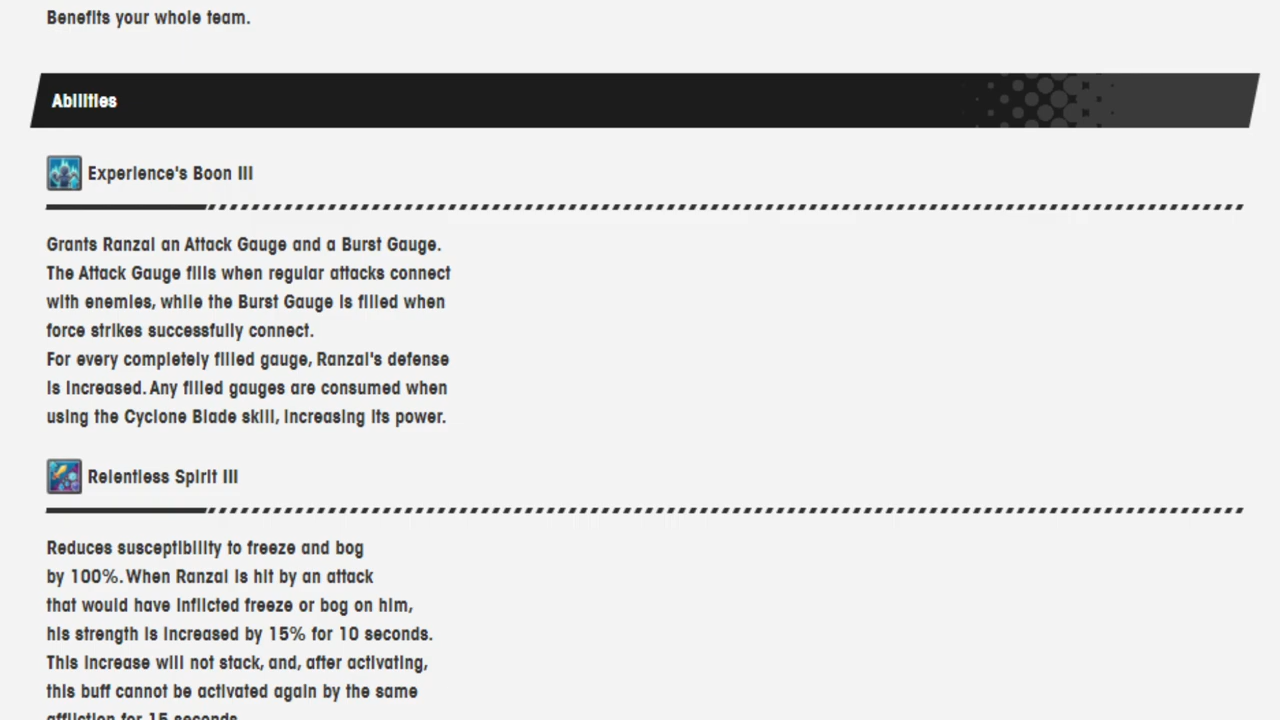 Benefits your whole team.
Abilities
Experience's Boon III
Grants Ranzal an Attack Gauge and a Burst Gauge.
The Attack Gauge fills when regular attacks connect
with enemies, while the Burst Gauge is filled when
force strikes successfully connect.
For every completely filled gauge, Ranzal's defense
is increased. Any filled gauges are consumed when
using the Cyclone Blade skill, increasing its power.
Relentless Spirit III
Reduces susceptibility to freeze and bog
by 100%. When Ranzal is hit by an attack
that would have inflicted freeze or bog on him,
his strength is increased by 15% for 10 seconds.
This increase will not stack, and, after activating,
this buff cannot be activated again by the same
affliction for 15 seconds.